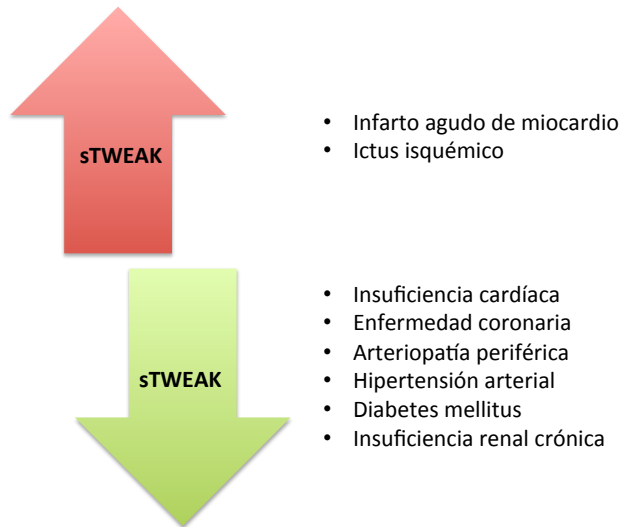 sTWEAK
• Infarto agudo de miocardio
• Ictus isquémico
sTWEAK
• Insuficiencia cardíaca
• Enfermedad coronaria
• Arteriopatía periférica
• Hipertensión arterial
• Diabetes mellitus
• Insuficiencia renal crónica